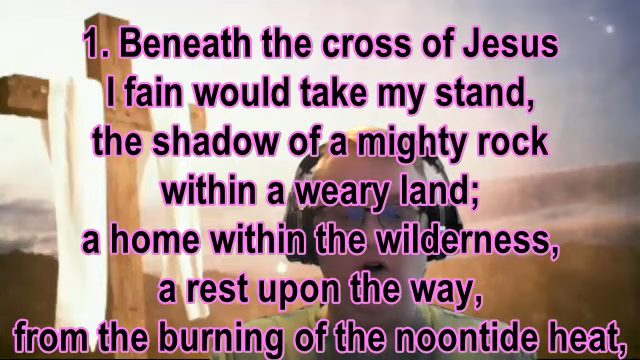 1. Beneath the cross of Jesus
I fain would take my stand,
the shadow of a mighty rock
within a weary land;
a home within the wilderness,
a rest upon the way,
from the burning of the noontide heat,